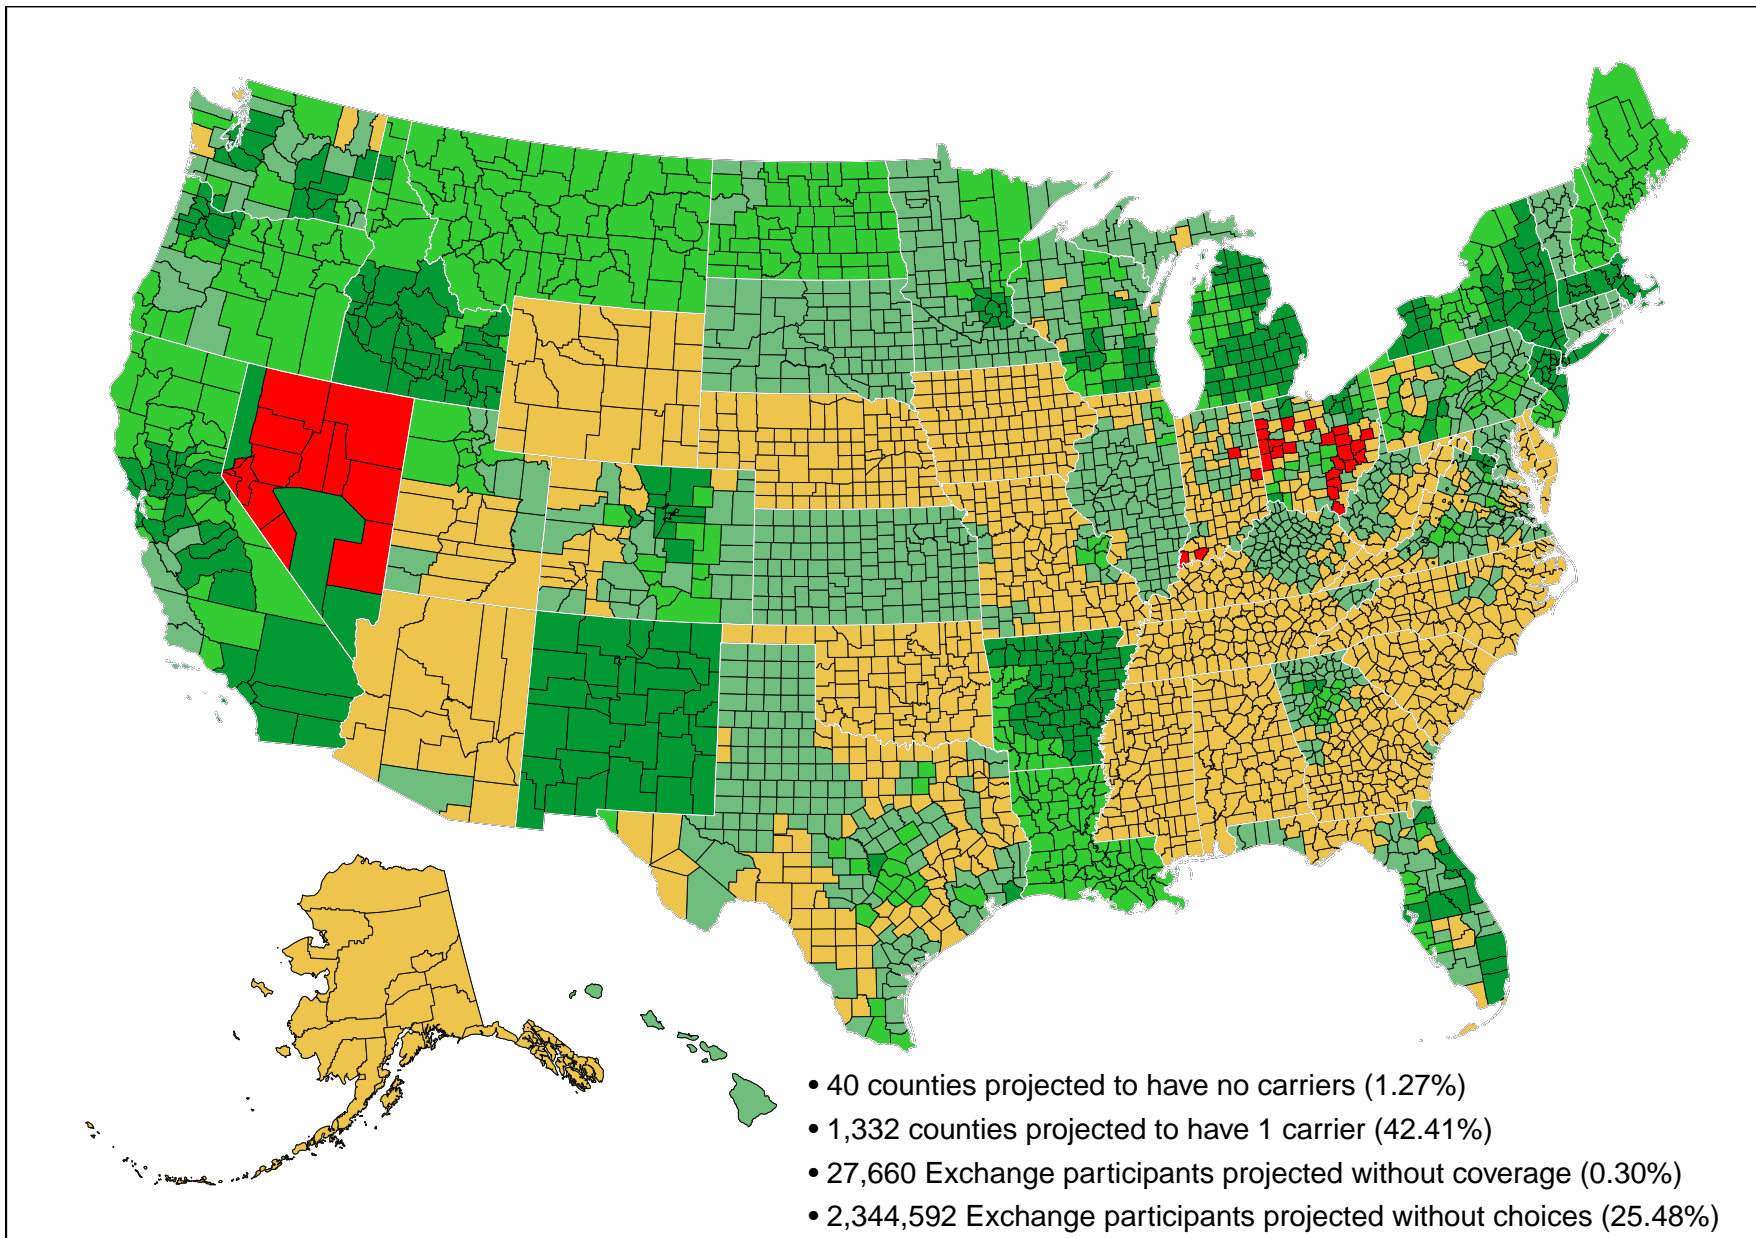 • 40 counties projected to have no carriers (1.27%)
• 1,332 counties projected to have 1 carrier (42.41%)
• 27,660 Exchange participants projected without coverage (0.30%)
• 2,344,592 Exchange participants projected without choices (25.48%)